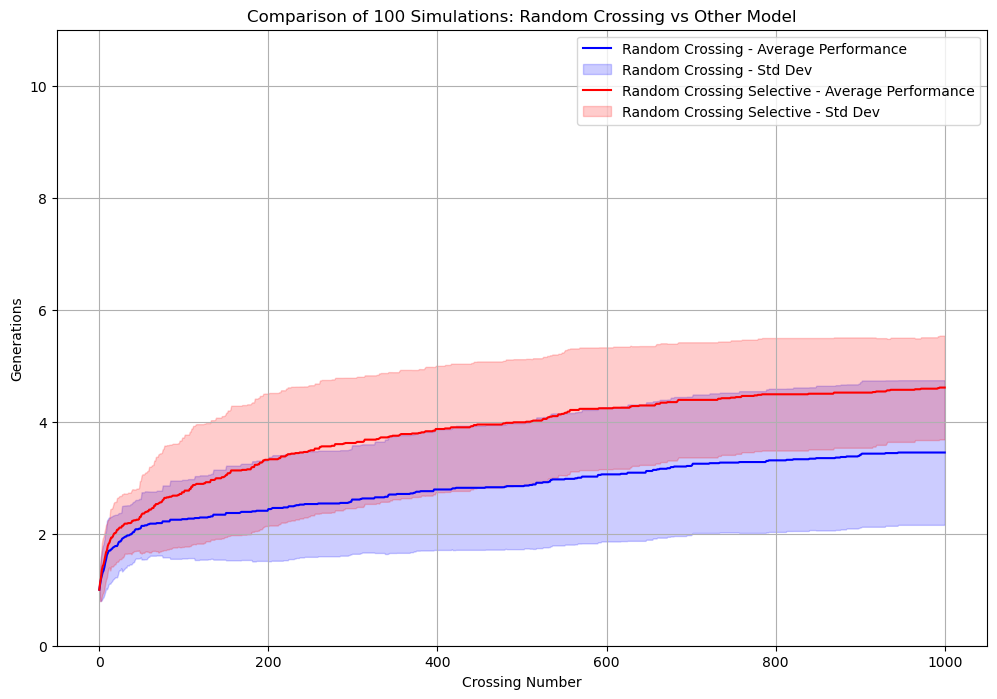 Comparison of 100 Simulations: Random Crossing vs Other Model
Random Crossing - Average Performance
Random Crossing - Std Dev
Random Crossing Selective - Average Performance
Random Crossing Selective - Std Dev
10
8
6
4
2
0
Generations
0 200 400 600 800 1000
Crossing Number